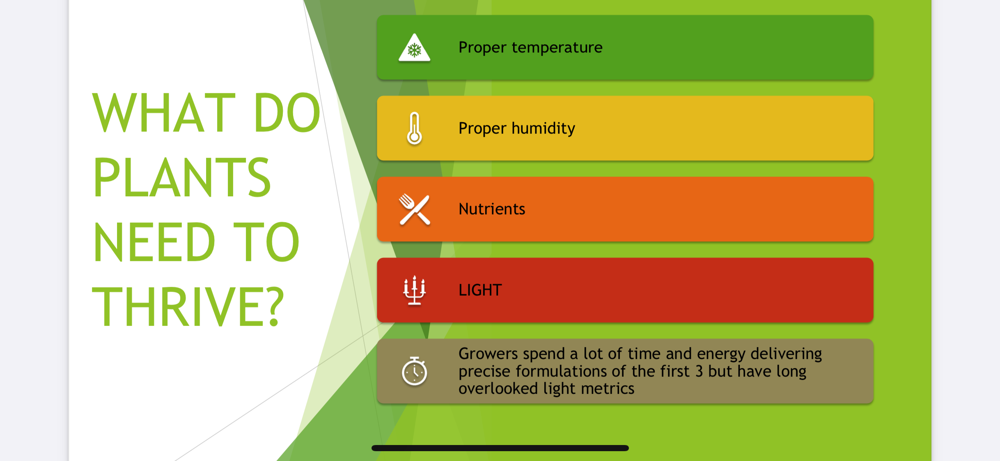 WHAT DO
PLANTS
NEED TO
THRIVE?
Proper temperature
Proper humidity
Nutrients
LIGHT
Growers spend a lot of time and energy delivering
precise formulations of the first 3 but have long
overlooked light metrics